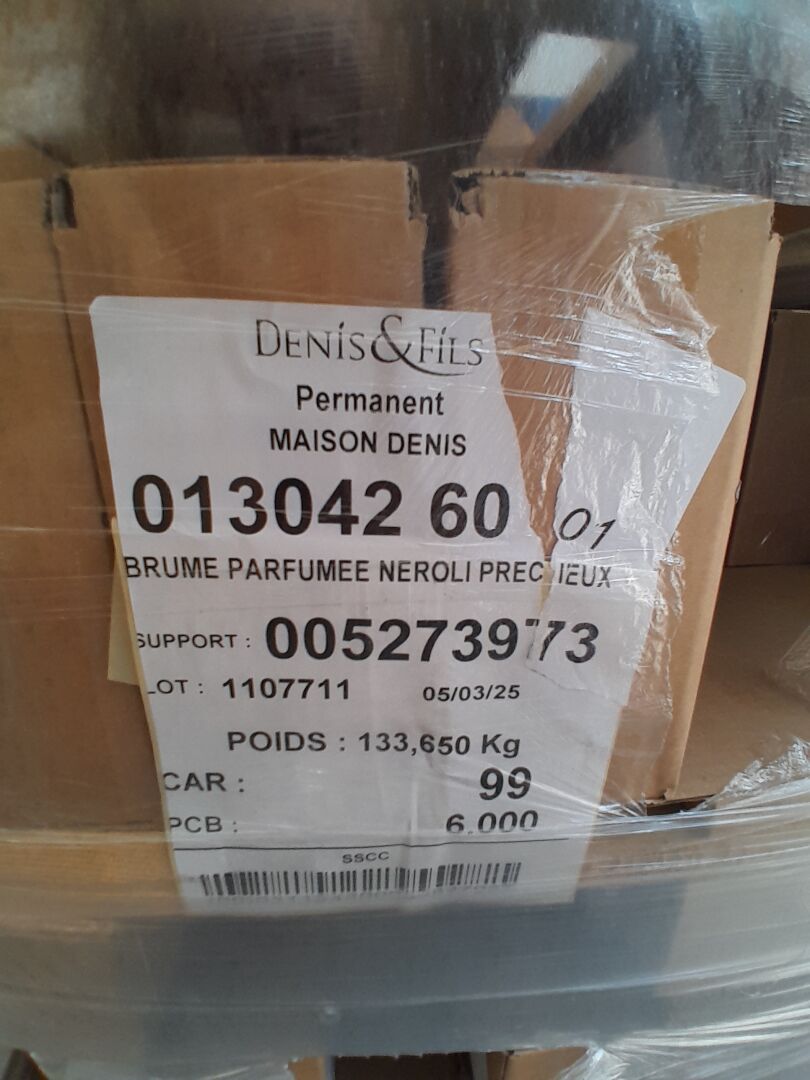 DENIS & FILS
Permanent
MAISON DENIS
013042 60 01
BRUME PARFUMEE NEROLI PRECIEUX
SUPPORT : 0052739773
LOT : 1107711 05/03/25
POIDS : 133,650 Kg
CAR : 99
PCB : 6.000
SSCC